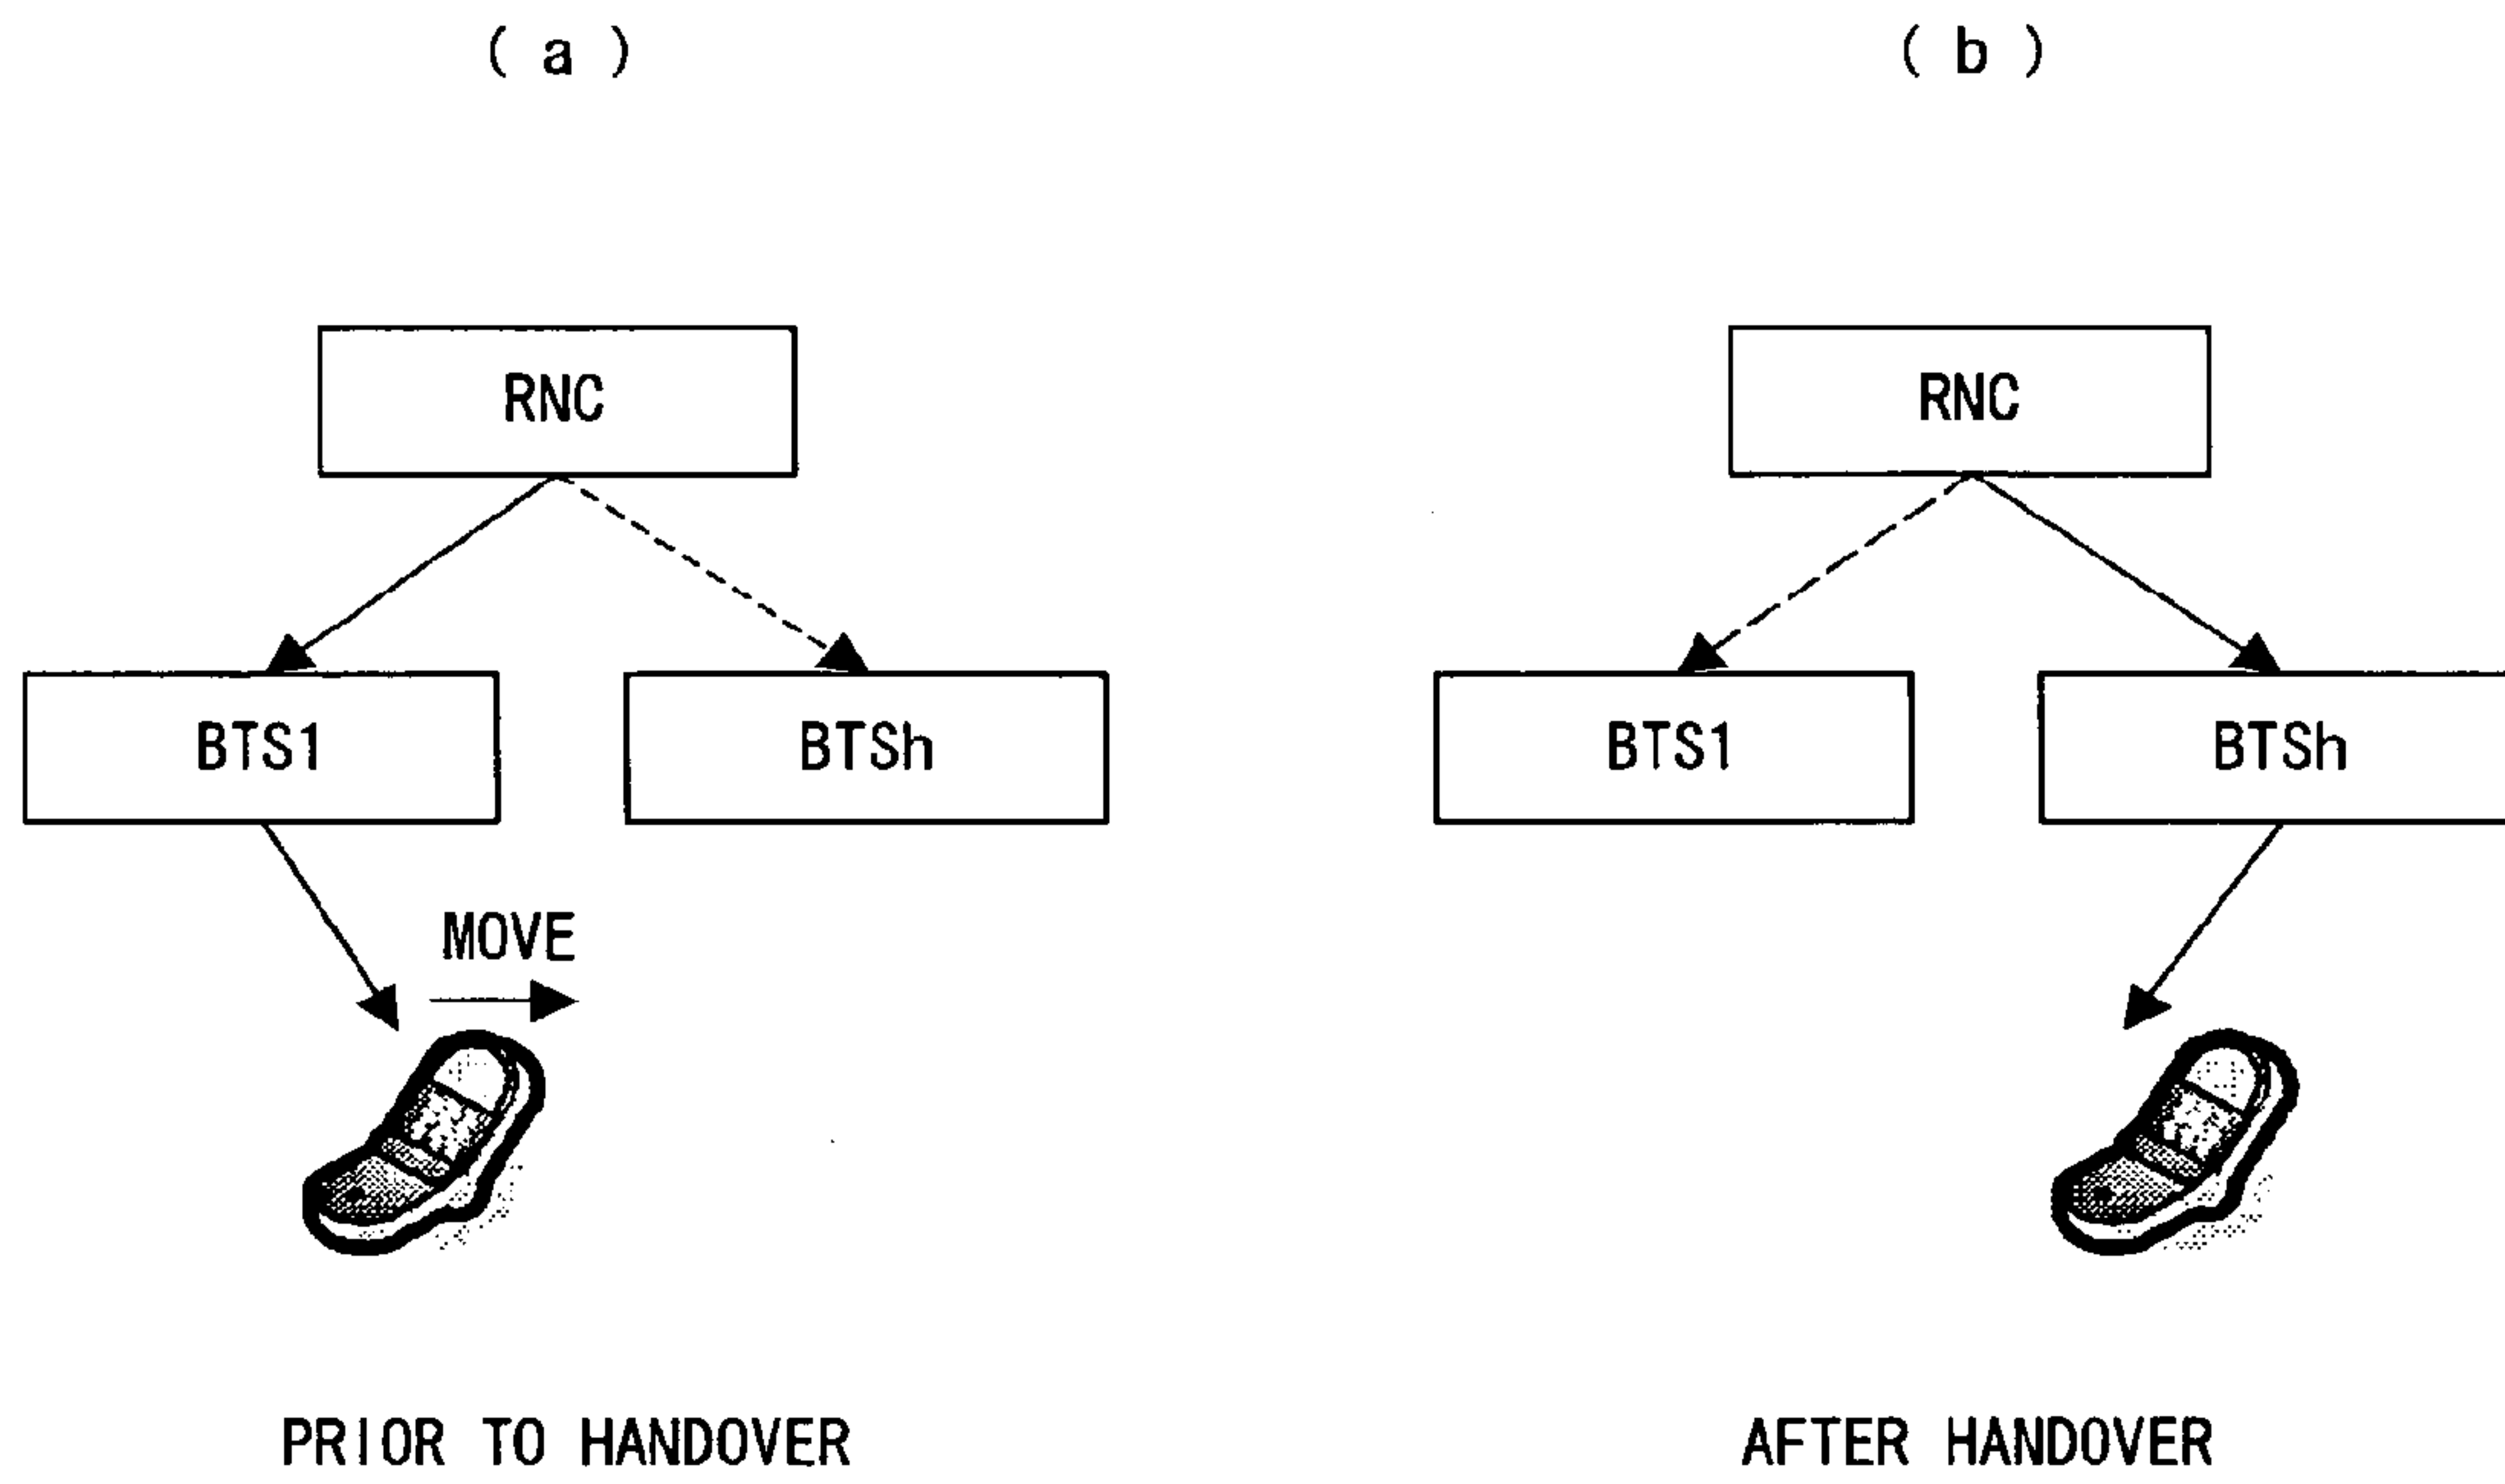 ( a )
RNC
BTS1
BTSh
MOVE
PRIOR TO HANDOVER
( b )
RNC
BTS1
BTSh
AFTER HANDOVER